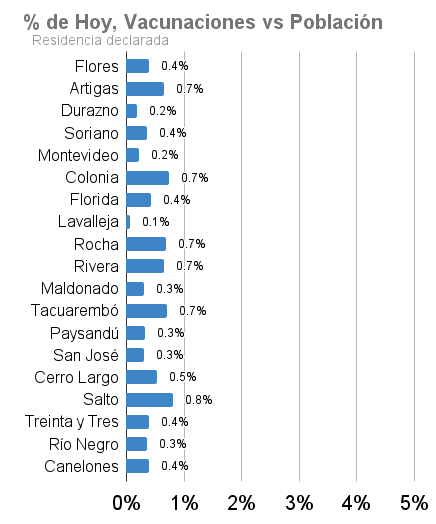 % de Hoy, Vacunaciones vs Población
Residencia declarada
Flores 0.4%
Artigas 0.7%
Durazno 0.2%
Soriano 0.4%
Montevideo 0.2%
Colonia 0.7%
Florida 0.4%
Lavalleja 0.1%
Rocha 0.7%
Rivera 0.7%
Maldonado 0.3%
Tacuarembó 0.7%
Paysandú 0.3%
San José 0.3%
Cerro Largo 0.5%
Salto 0.8%
Treinta y Tres 0.4%
Río Negro 0.3%
Canelones 0.4%
0% 1% 2% 3% 4% 5%